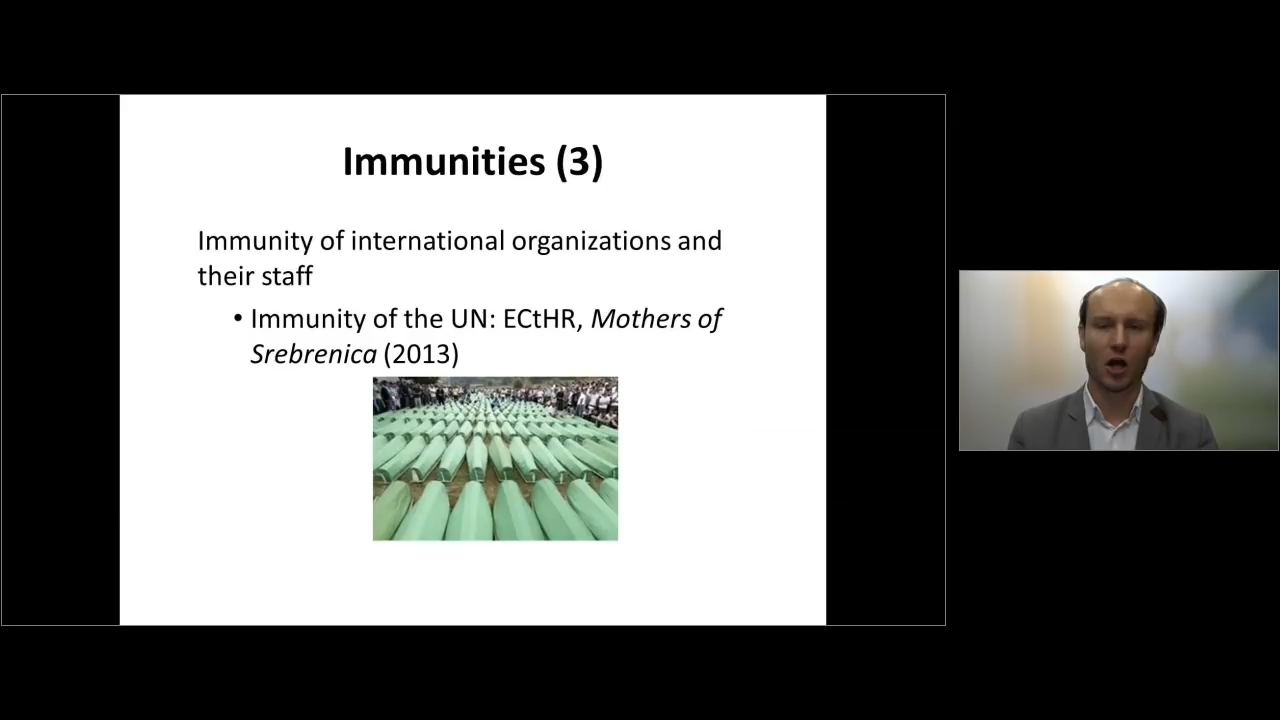 Immunities (3)
Immunity of international organizations and
their staff
• Immunity of the UN: ECtHR, Mothers of
Srebrenica (2013)